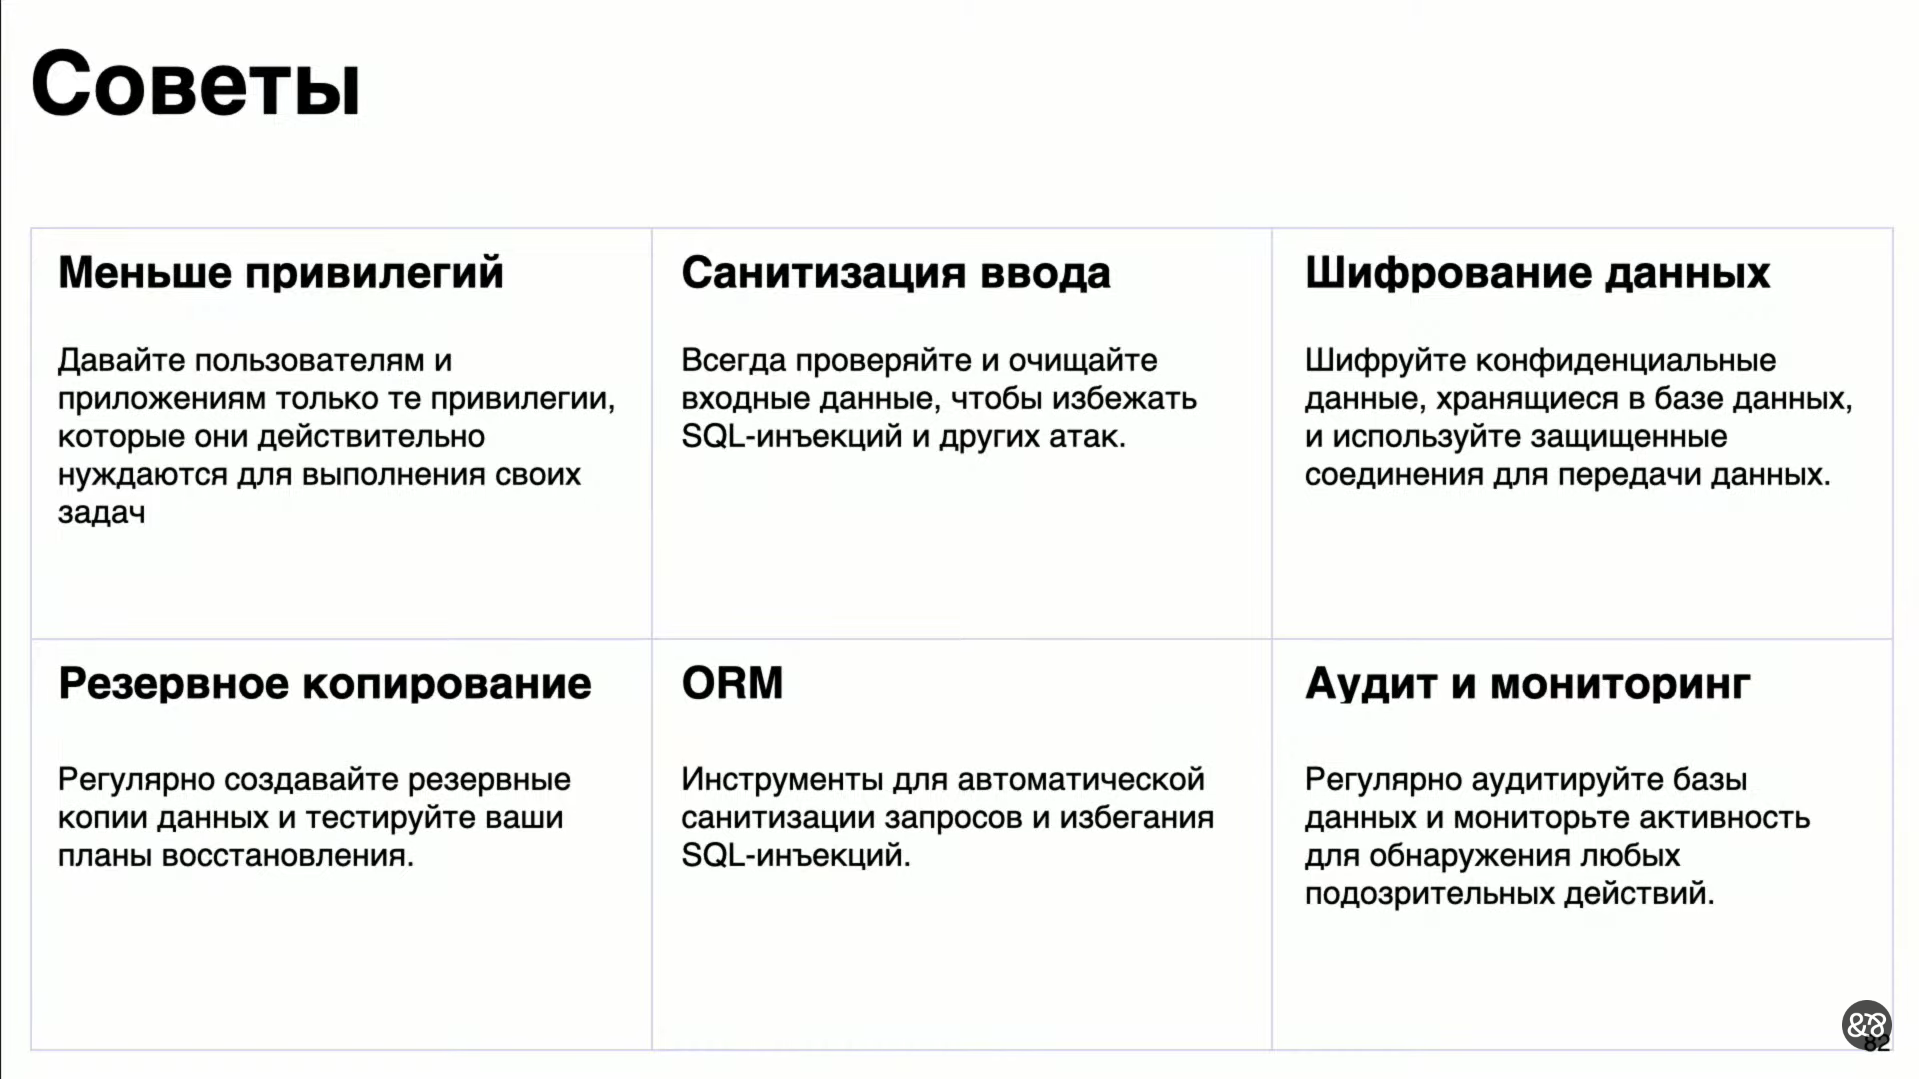 Советы
Меньше привилегий
Давайте пользователям и
приложениям только те привилегии,
которые они действительно
нуждаются для выполнения своих
задач
Санитизация ввода
Всегда проверяйте и очищайте
входные данные, чтобы избежать
SQL-инъекций и других атак.
Шифрование данных
Шифруйте конфиденциальные
данные, хранящиеся в базе данных,
и используйте защищенные
соединения для передачи данных.
Резервное копирование
Регулярно создавайте резервные
копии данных и тестируйте ваши
планы восстановления.
ORM
Инструменты для автоматической
санитизации запросов и избегания
SQL-инъекций.
Аудит и мониторинг
Регулярно аудитируйте базы
данных и мониторьте активность
для обнаружения любых
подозрительных действий.
82